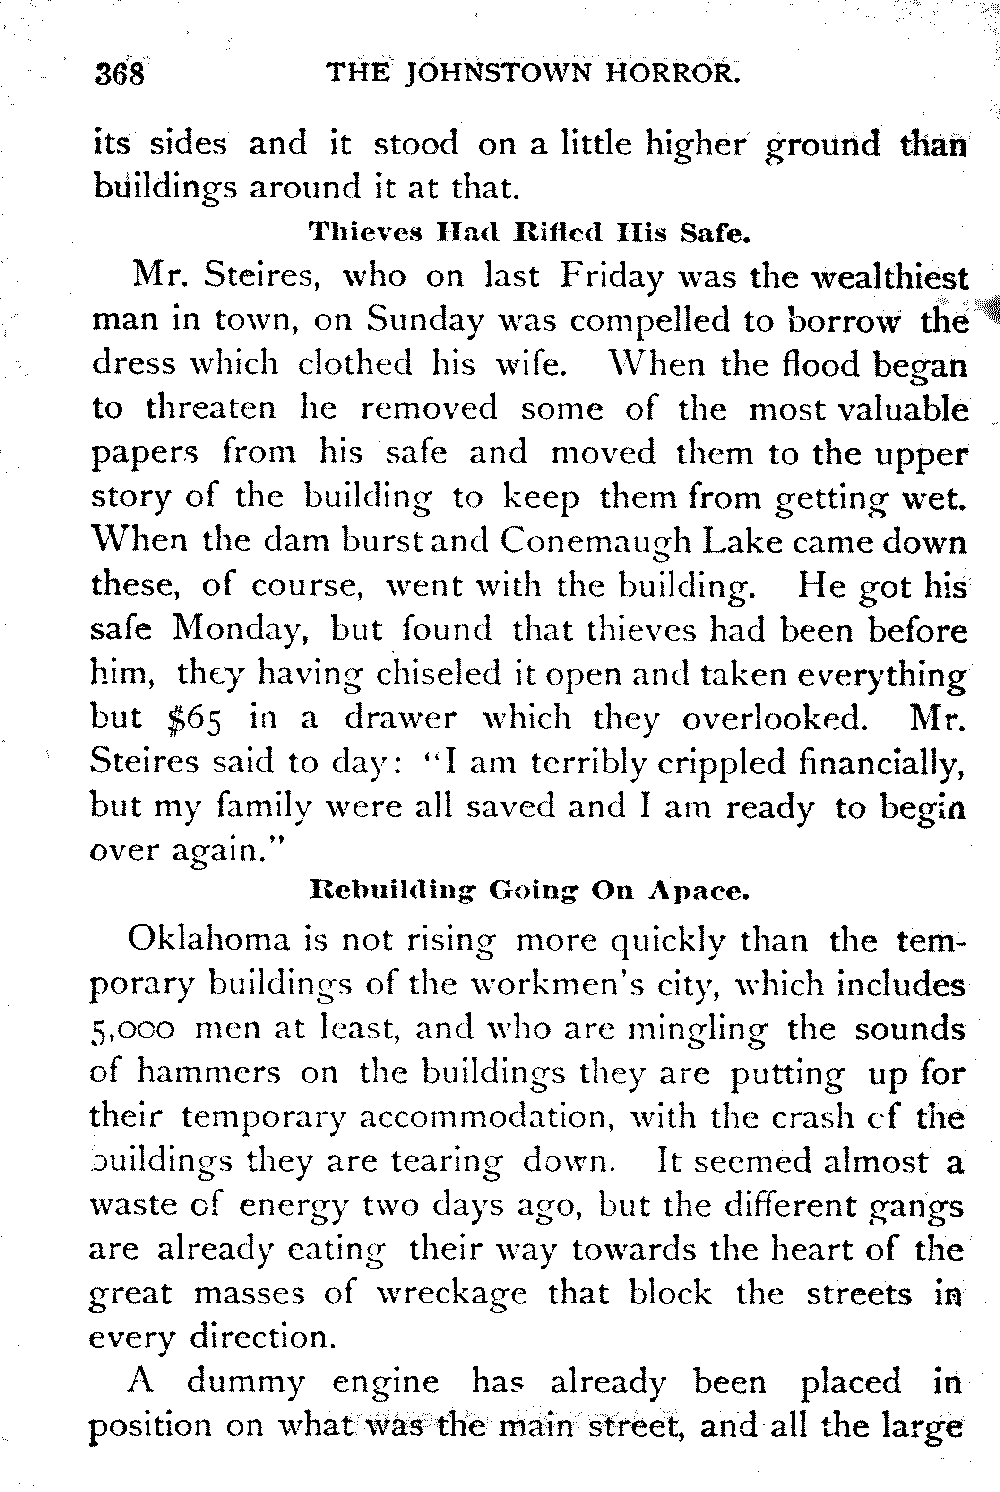 368 THE JOHNSTOWN HORROR.
its sides and it stood on a little higher ground than
buildings around it at that.
Thieves Had Rifled His Safe.
Mr. Steires, who on last Friday was the wealthiest
man in town, on Sunday was compelled to borrow the
dress which clothed his wife. When the flood began
to threaten he removed some of the most valuable
papers from his safe and moved them to the upper
story of the building to keep them from getting wet.
When the dam burst and Conemaugh Lake came down
these, of course, went with the building. He got his
safe Monday, but found that thieves had been before
him, they having chiseled it open and taken everything
but $65 in a drawer which they overlooked. Mr.
Steires said to day: “I am terribly crippled financially,
but my family were all saved and I am ready to begin
over again.”
Rebuilding Going On Apace.
Oklahoma is not rising more quickly than the tem-
porary buildings of the workmen's city, which includes
5,000 men at least, and who are mingling the sounds
of hammers on the buildings they are putting up for
their temporary accommodation, with the crash of the
buildings they are tearing down. It seemed almost a
waste of energy two days ago, but the different gangs
are already eating their way towards the heart of the
great masses of wreckage that block the streets in
every direction.
A dummy engine has already been placed in
position on what was the main street, and all the large